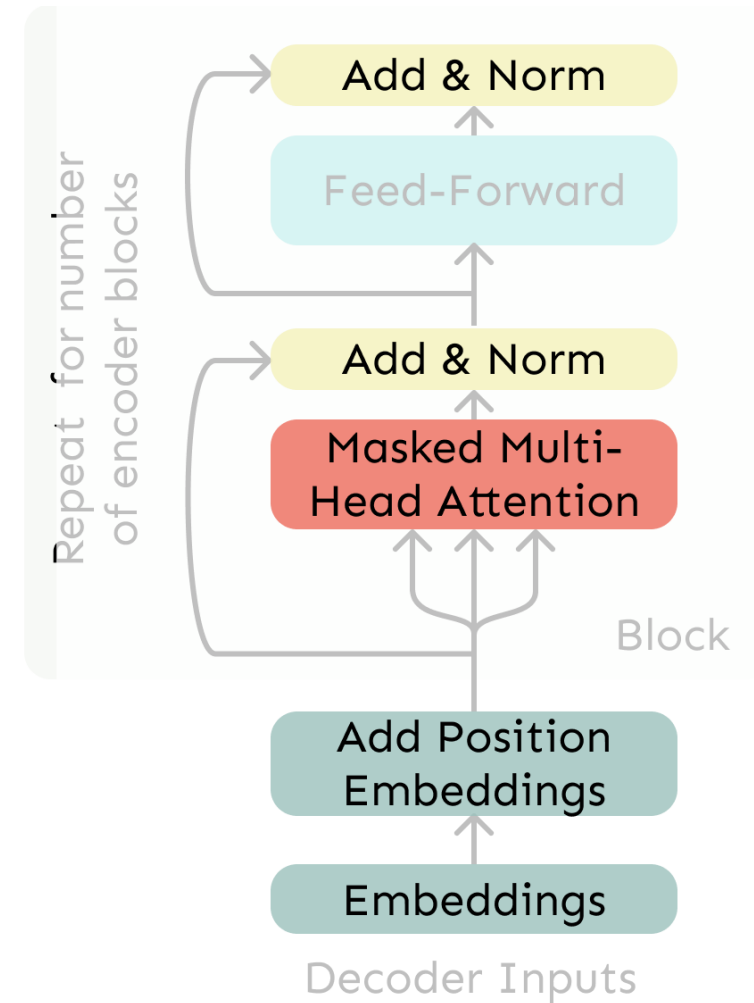 Add & Norm
Feed-Forward
Add & Norm
Masked Multi-
Head Attention
Repeat for number
of encoder blocks
Block
Add Position
Embeddings
Embeddings
Decoder Inputs